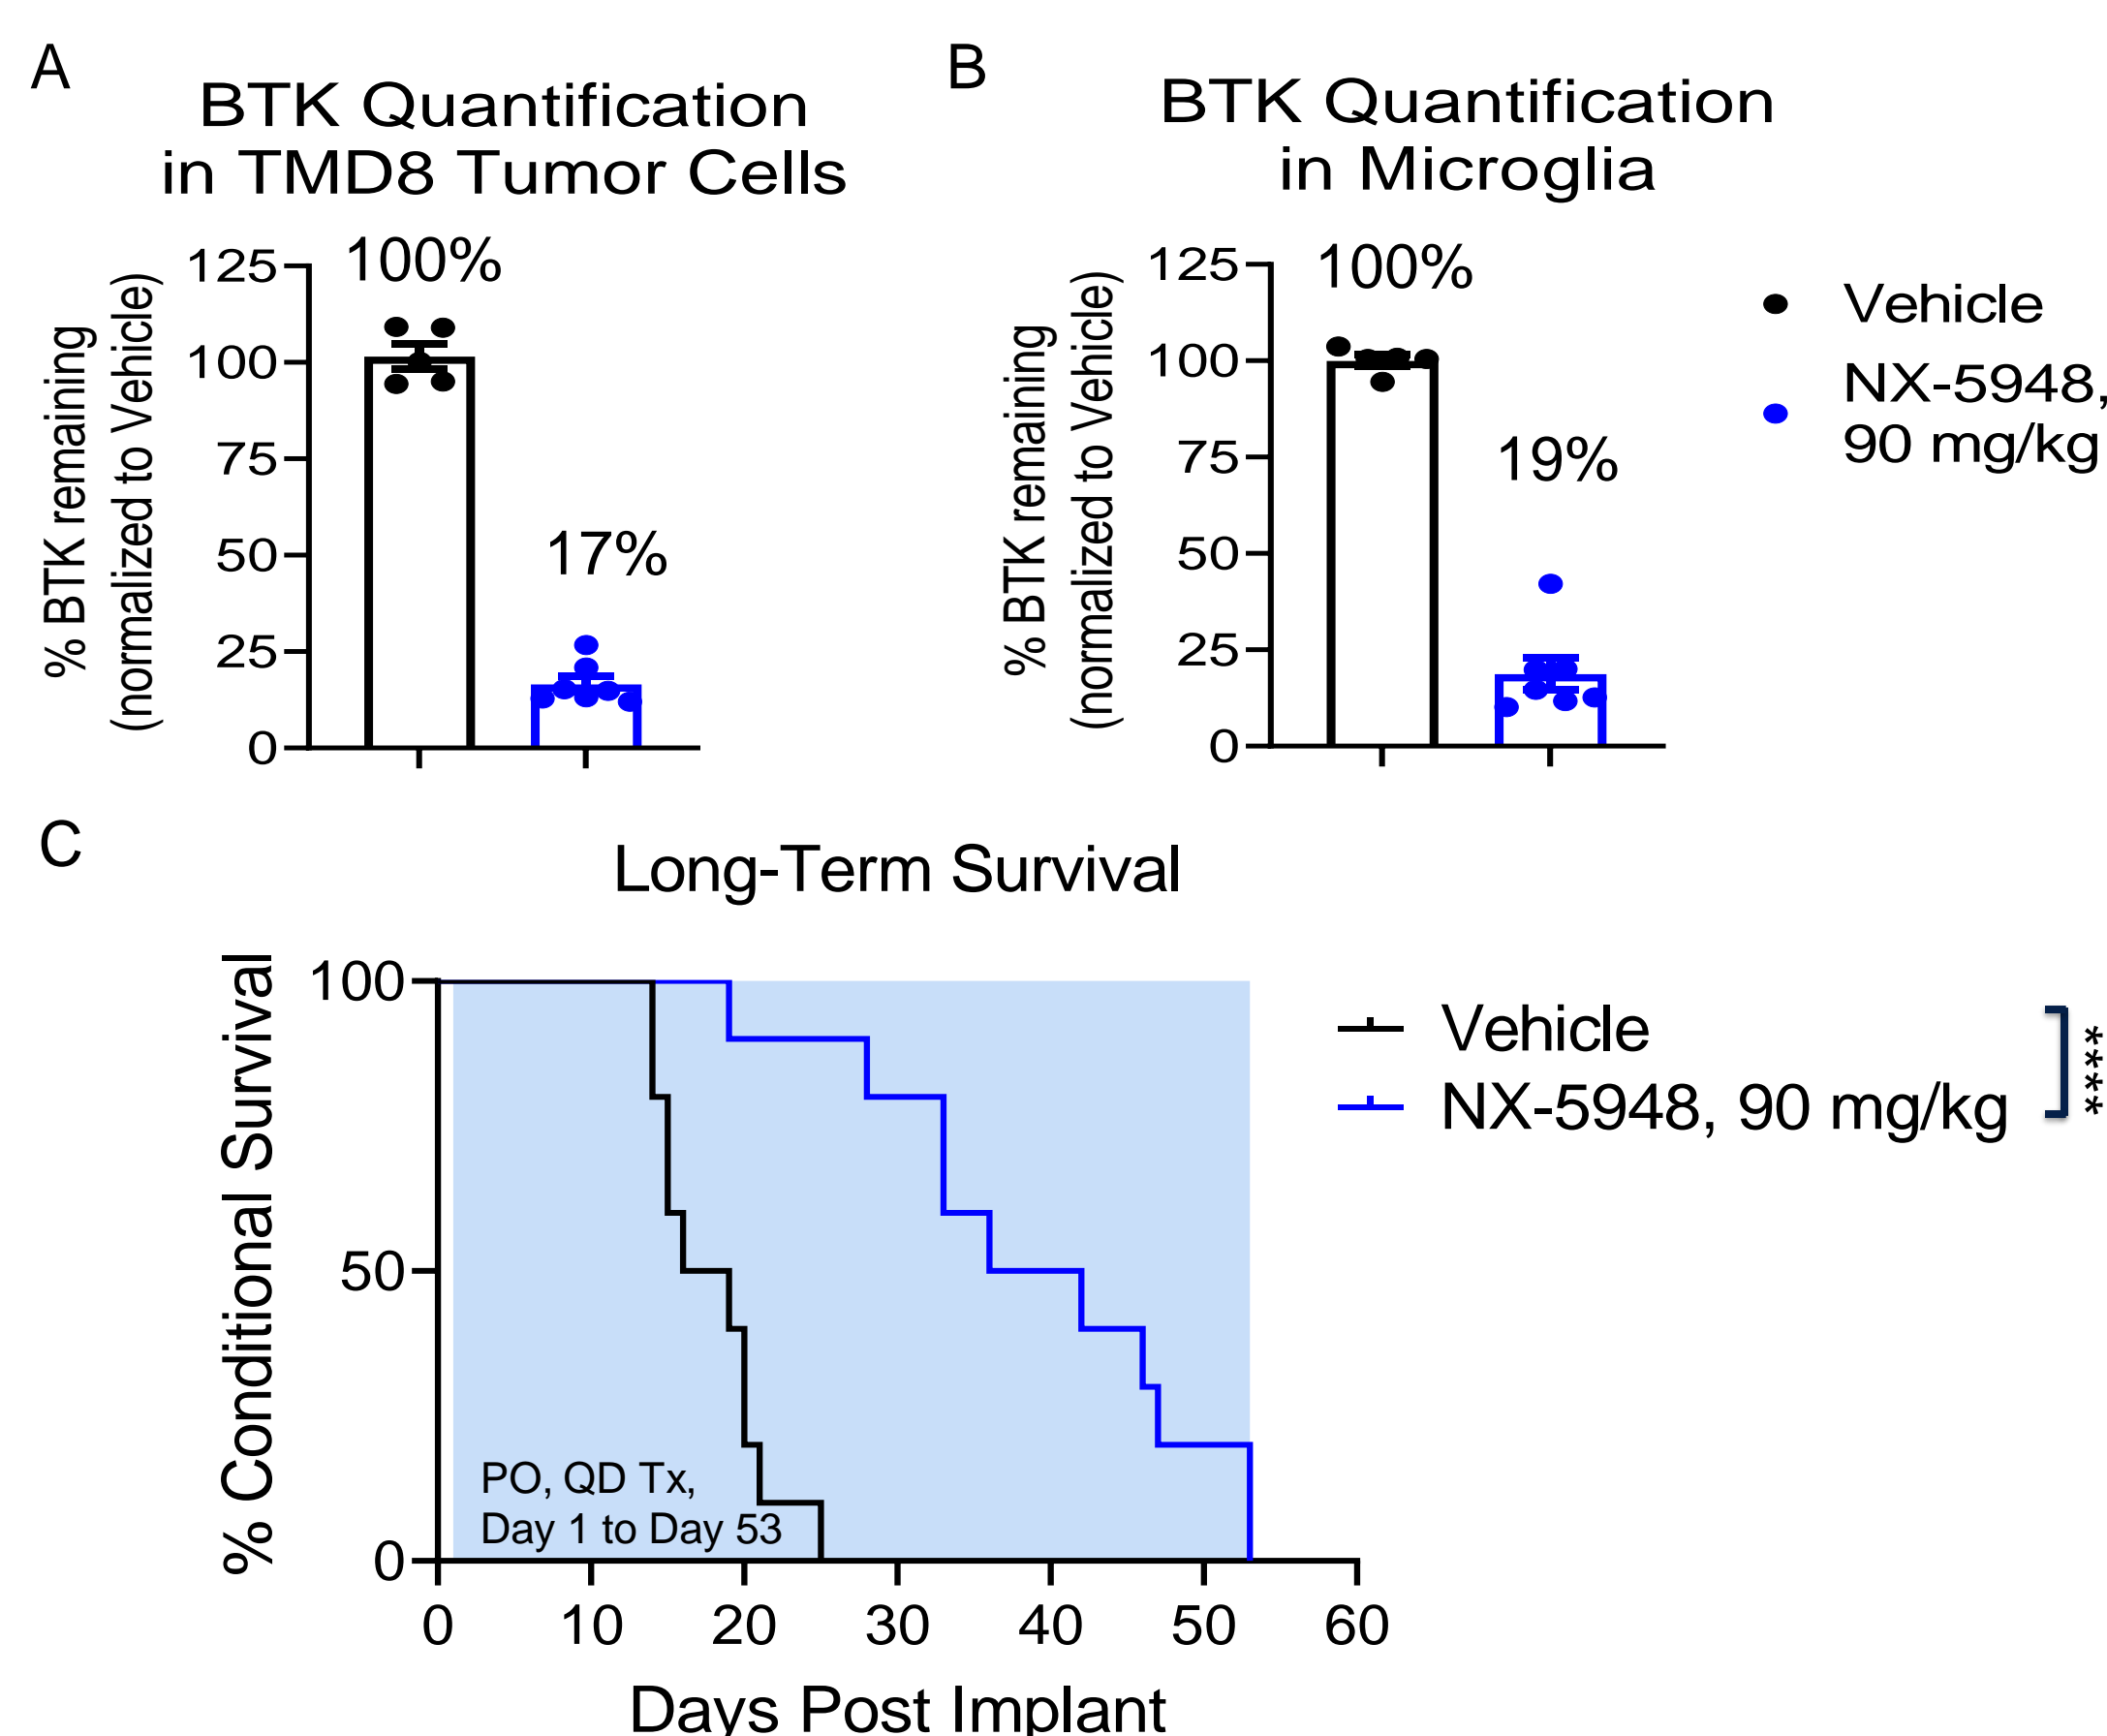 A
BTK Quantification
in TMD8 Tumor Cells
% BTK remaining
(normalized to Vehicle)
125
100
75
50
25
0
100%
17%
B
BTK Quantification
in Microglia
% BTK remaining
(normalized to Vehicle)
125
100
75
50
25
0
100%
19%
Vehicle
NX-5948,
90 mg/kg
C
Long-Term Survival
% Conditional Survival
100
50
0
PO, QD Tx,
Day 1 to Day 53
0 10 20 30 40 50 60
Days Post Implant
Vehicle
NX-5948, 90 mg/kg
****